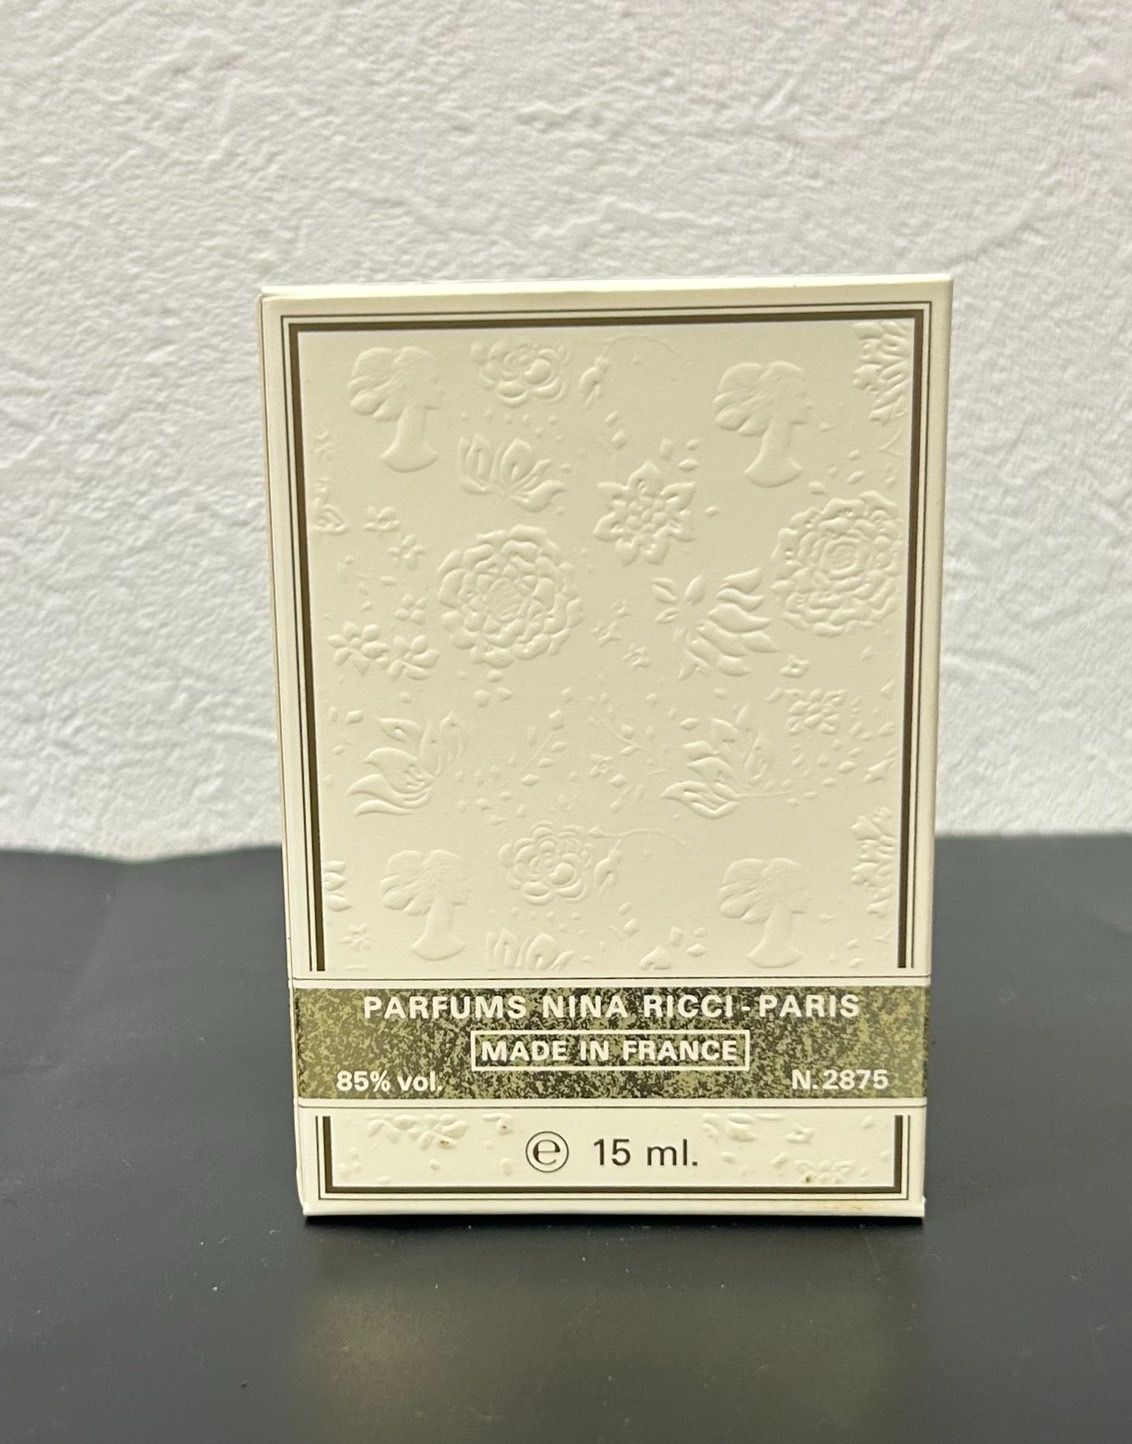 PARFUMS NINA RICCI-PARIS
MADE IN FRANCE
85% vol. N.2875
℮ 15 ml.